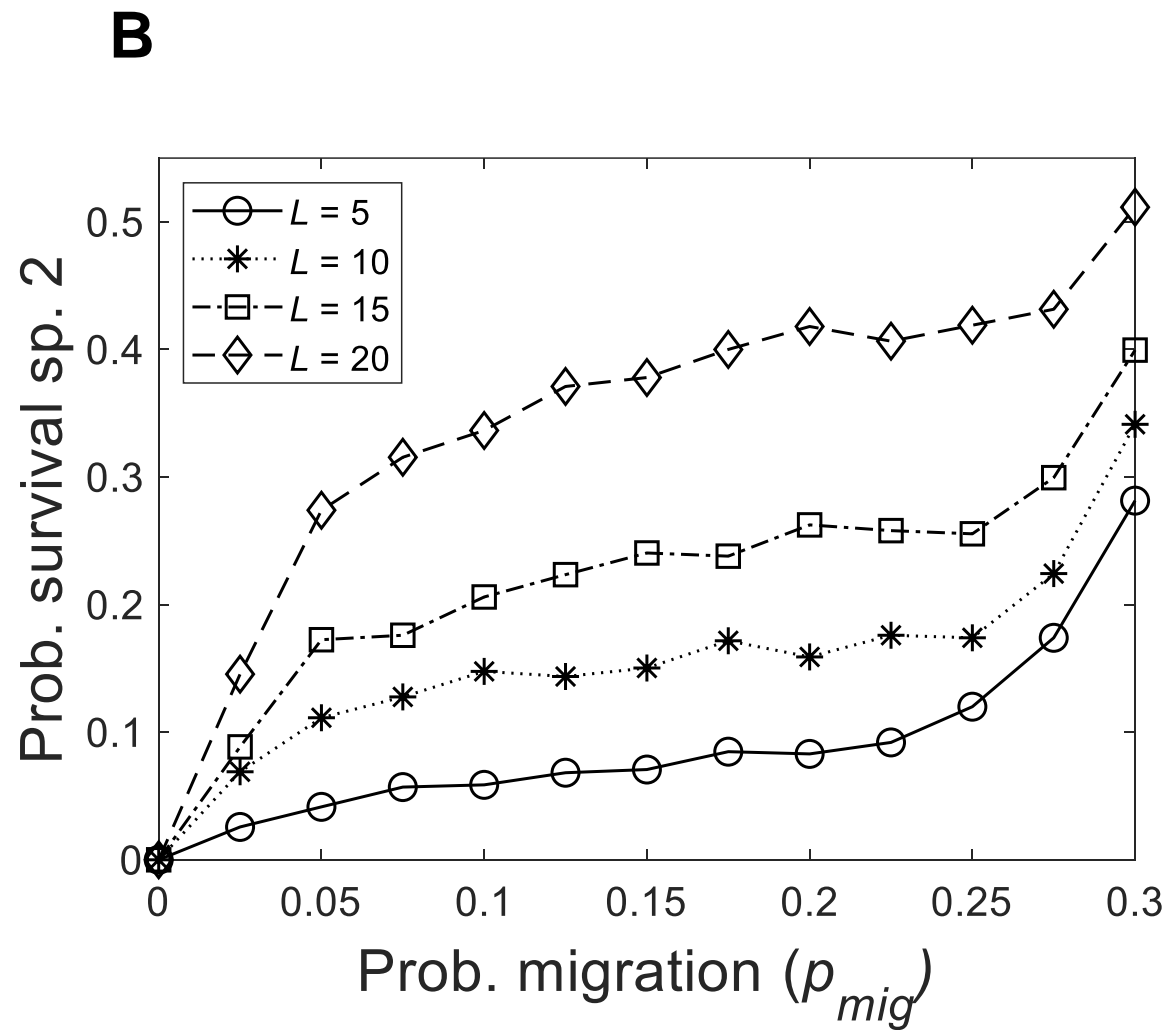 B
L = 5
L = 10
L = 15
L = 20
Prob. survival sp. 2
0.5
0.4
0.3
0.2
0.1
0
0 0.05 0.1 0.15 0.2 0.25 0.3
Prob. migration (p_mig)